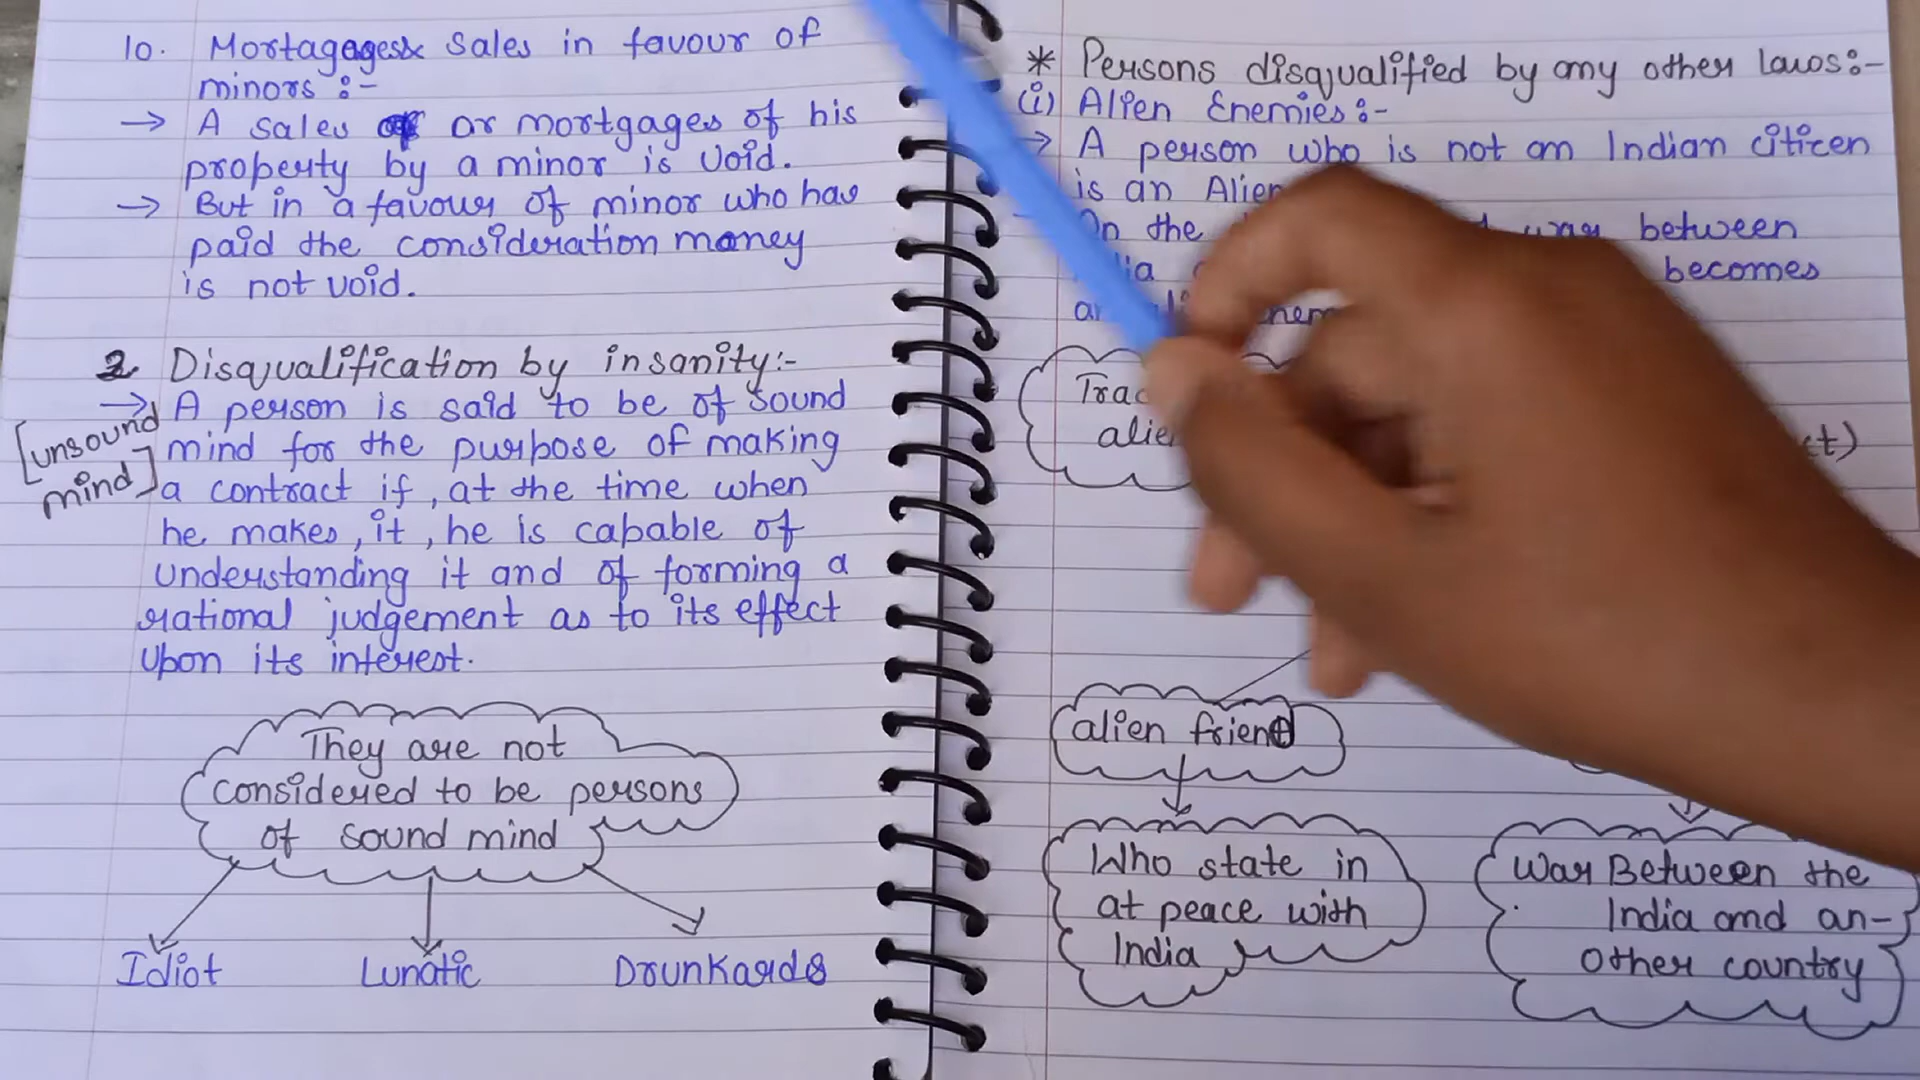 10. Mortagages& Sales in favour of
minors :-
→ A sales or mortgages of his
property by a minor is void.
→ But in a favour of minor who has
paid the consideration money
is not void.
2 Disqualification by insanity:-
→ A person is said to be of sound
[unsound mind]
mind for the purpose of making
a contract if, at the time when
he makes, it, he is capable of
understanding it and of forming a
rational judgement as to its effect
upon its interest.
They are not
considered to be persons
of sound mind
Idiot Lunatic Drunkards
* Persons disqualified by any other laws:-
(i) Alien Enemies:-
→ A person who is not an Indian citicen
is an Alien
On the war between
becomes
alien friend
Who state in
at peace with
India
War Between the
India and an-
other country